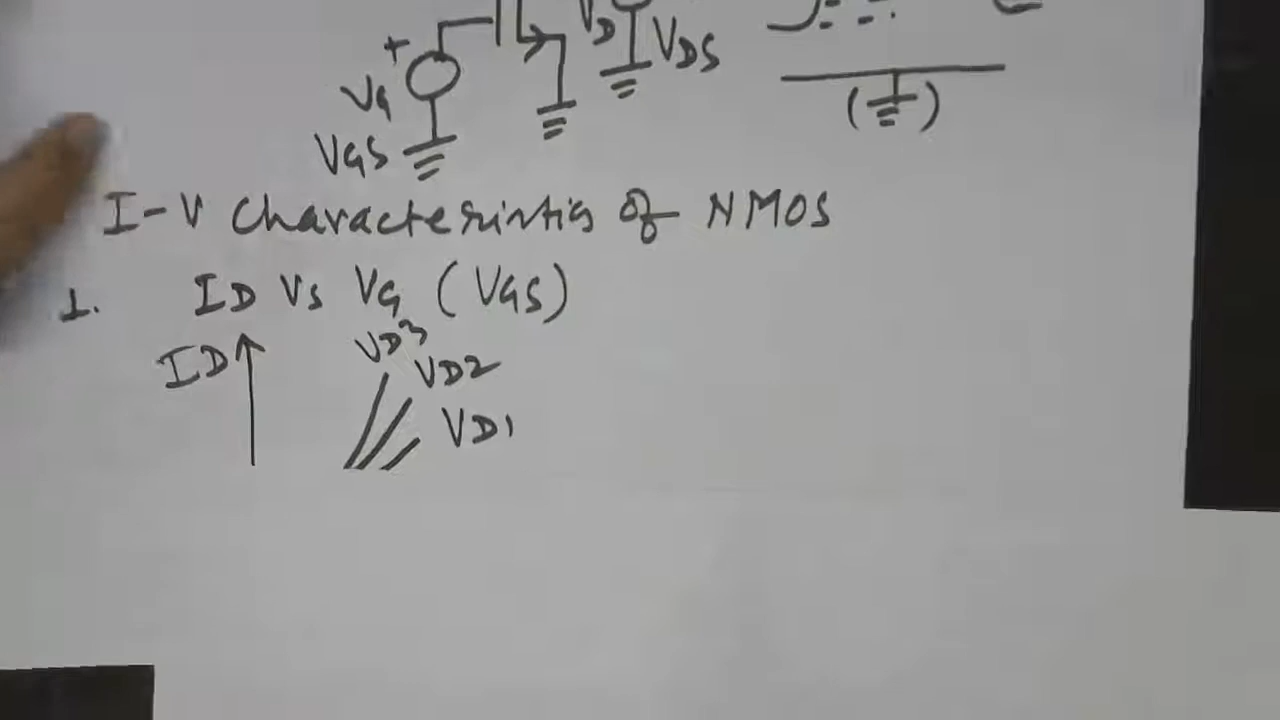 + VD VDS
VG
VGS
I-V Characteristics of NMOS
1. ID Vs VG (VGS)
ID VD3
VD2
VD1